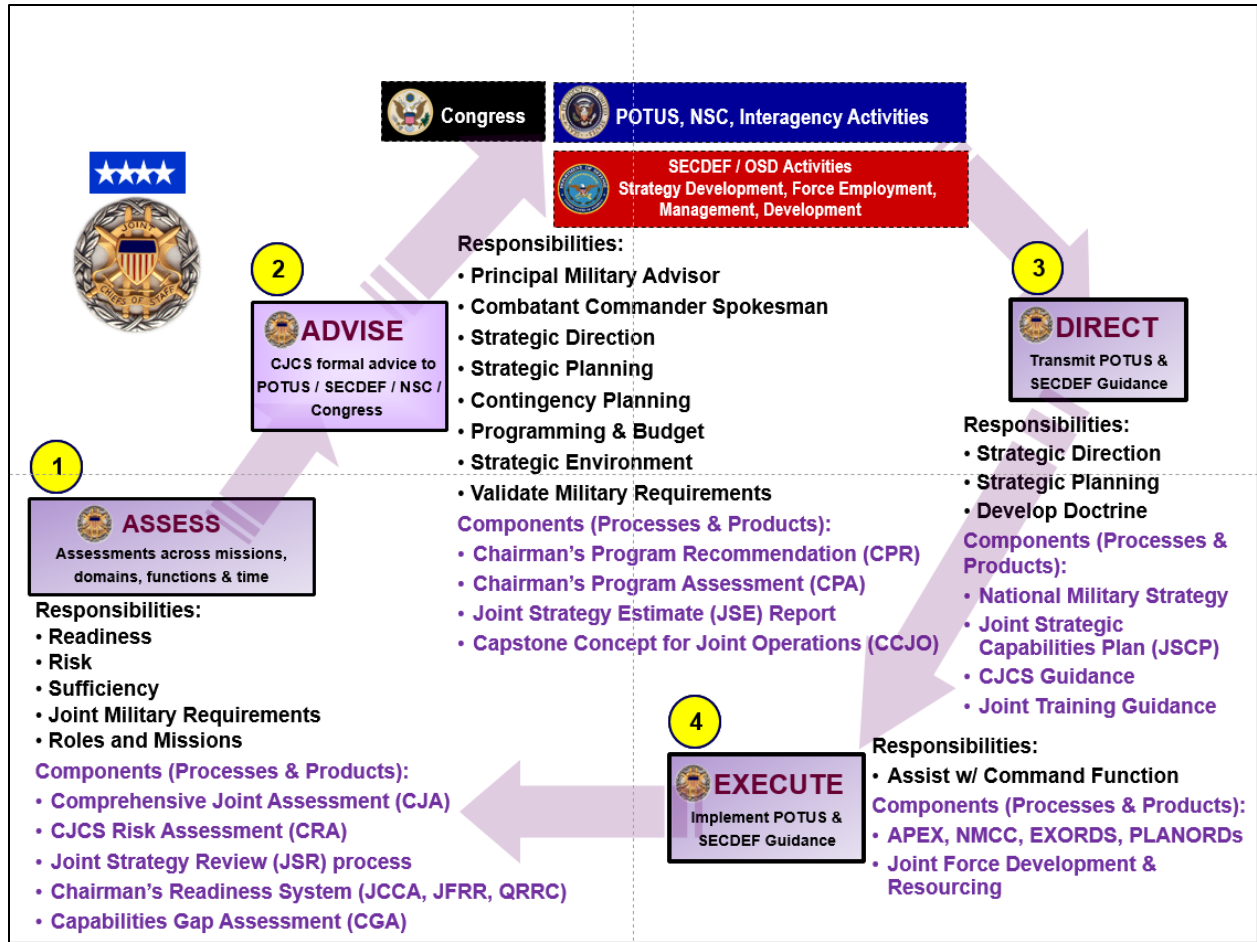 Congress
POTUS, NSC, Interagency Activities
SECDEF / OSD Activities
Strategy Development, Force Employment,
Management, Development
JOINT
CHIEFS OF STAFF
2
ADVISE
CJCS formal advice to
POTUS / SECDEF / NSC /
Congress
Responsibilities:
• Principal Military Advisor
• Combatant Commander Spokesman
• Strategic Direction
• Strategic Planning
• Contingency Planning
• Programming & Budget
• Strategic Environment
• Validate Military Requirements
Components (Processes & Products):
• Chairman’s Program Recommendation (CPR)
• Chairman’s Program Assessment (CPA)
• Joint Strategy Estimate (JSE) Report
• Capstone Concept for Joint Operations (CCJO)
3
DIRECT
Transmit POTUS &
SECDEF Guidance
Responsibilities:
• Strategic Direction
• Strategic Planning
• Develop Doctrine
Components (Processes &
Products):
• National Military Strategy
• Joint Strategic
Capabilities Plan (JSCP)
• CJCS Guidance
• Joint Training Guidance
1
ASSESS
Assessments across missions,
domains, functions & time
Responsibilities:
• Readiness
• Risk
• Sufficiency
• Joint Military Requirements
• Roles and Missions
Components (Processes & Products):
• Comprehensive Joint Assessment (CJA)
• CJCS Risk Assessment (CRA)
• Joint Strategy Review (JSR) process
• Chairman’s Readiness System (JCCA, JFRR, QRRC)
• Capabilities Gap Assessment (CGA)
4
EXECUTE
Implement POTUS &
SECDEF Guidance
Responsibilities:
• Assist w/ Command Function
Components (Processes & Products):
• APEX, NMCC, EXORDS, PLANORDs
• Joint Force Development &
Resourcing